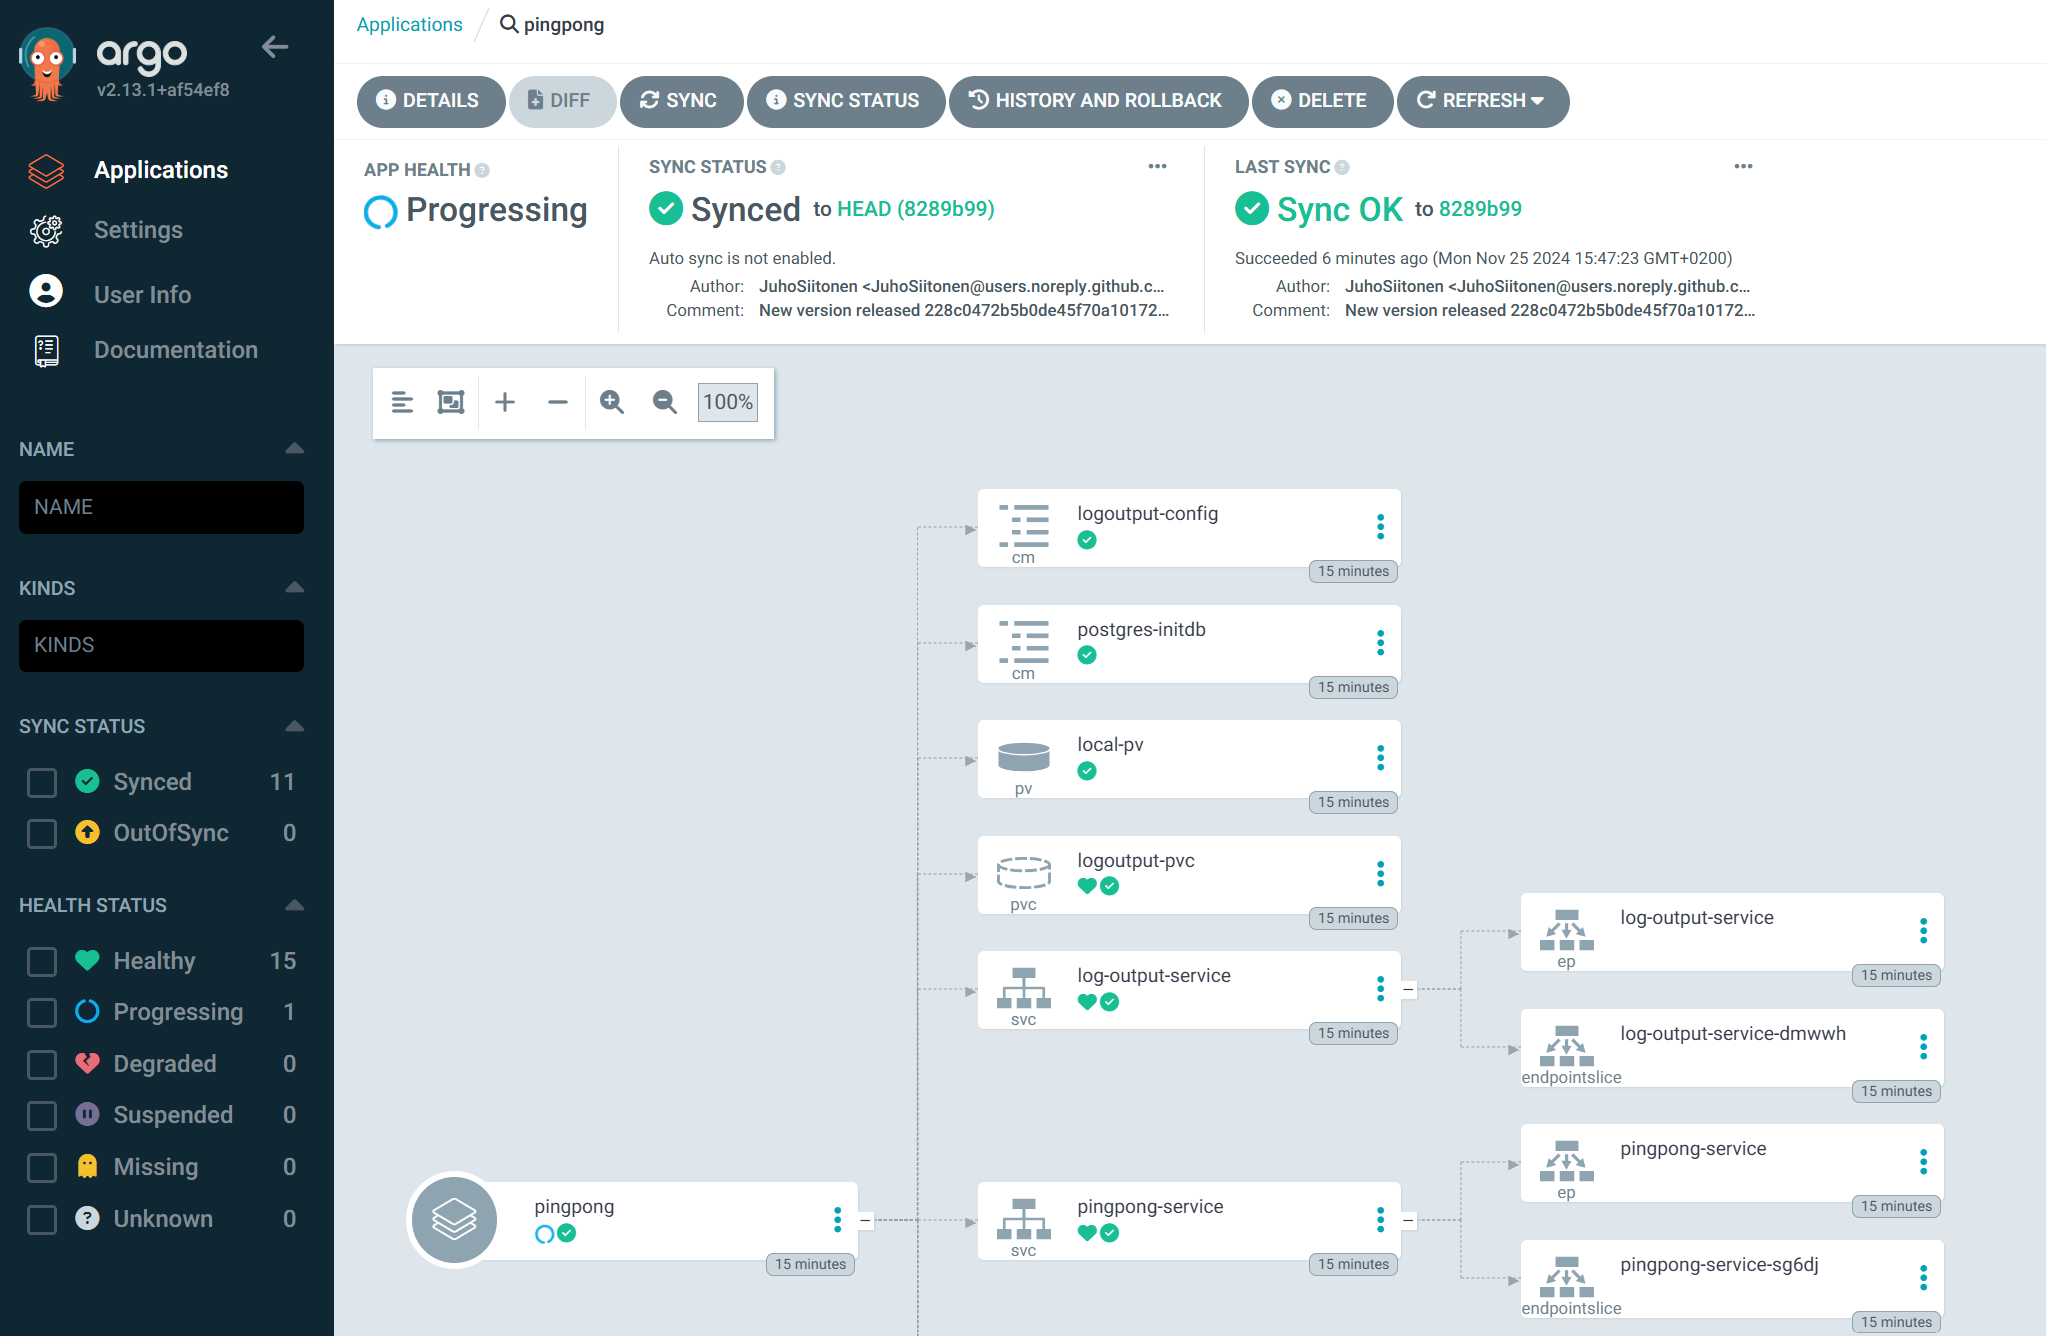 argo
v2.13.1+af54ef8
Applications
Settings
User Info
Documentation
NAME
NAME
KINDS
KINDS
SYNC STATUS
Synced 11
OutOfSync 0
HEALTH STATUS
Healthy 15
Progressing 1
Degraded 0
Suspended 0
Missing 0
Unknown 0
Applications / pingpong
DETAILS DIFF SYNC SYNC STATUS HISTORY AND ROLLBACK DELETE REFRESH
APP HEALTH
Progressing
SYNC STATUS
Synced to HEAD (8289b99)
Auto sync is not enabled.
Author: JuhoSiitonen <JuhoSiitonen@users.noreply.github.c...
Comment: New version released 228c0472b5b0de45f70a10172...
LAST SYNC
Sync OK to 8289b99
Succeeded 6 minutes ago (Mon Nov 25 2024 15:47:23 GMT+0200)
Author: JuhoSiitonen <JuhoSiitonen@users.noreply.github.c...
Comment: New version released 228c0472b5b0de45f70a10172...
100%
pingpong
15 minutes
logoutput-config
cm
15 minutes
postgres-initdb
cm
15 minutes
local-pv
pv
15 minutes
logoutput-pvc
pvc
15 minutes
log-output-service
svc
15 minutes
pingpong-service
svc
15 minutes
log-output-service
ep
15 minutes
log-output-service-dmwwh
endpointslice
15 minutes
pingpong-service
ep
15 minutes
pingpong-service-sg6dj
endpointslice
15 minutes